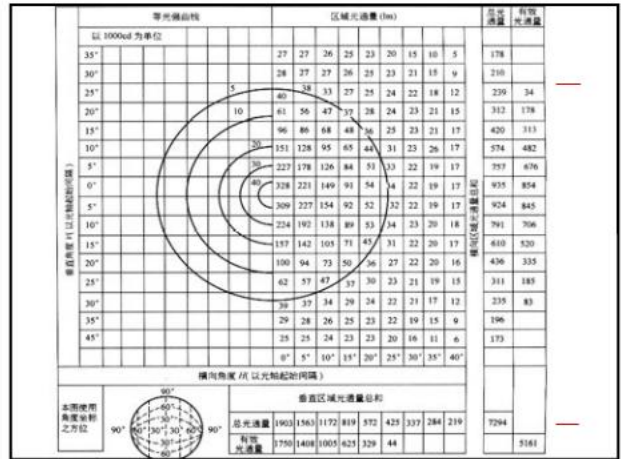 等光强曲线 区域光通量 (lm) 总光通量 有效光通量
以 1000cd 为单位
35° 27 27 26 25 23 20 15 10 5 178
30° 28 27 27 26 25 23 21 15 9 210
25° 5 40 38 33 27 25 24 22 18 12 239 34
20° 10 61 56 47 37 28 24 23 21 15 312 178
15° 96 86 68 48 36 25 23 21 17 420 313
10° 20 151 128 95 65 44 31 23 26 17 574 482
5° 30 227 178 126 84 51 33 22 19 17 757 676
0° 40 328 221 149 91 54 34 22 19 17 935 854
5° 309 227 154 92 52 32 22 19 17 924 845
10° 224 192 138 89 53 34 23 20 18 791 706
15° 157 142 105 71 45 31 22 20 17 610 520
20° 100 94 73 50 36 27 22 20 16 436 335
25° 62 57 47 37 30 23 21 19 15 311 185
30° 39 37 34 29 24 22 21 17 12 235 83
35° 29 28 26 25 23 22 19 15 9 196
45° 25 25 24 23 23 20 16 11 6 173
0° 5° 10° 15° 20° 25° 30° 35° 40°
垂直角度 V(以光轴起始间隔)
横向区域光通量总和
横向角度 H(以光轴起始间隔)
本图使用角度坐标之方位
90°
90° 90°
垂直区域光通量总和
总光通量 1903 1563 1172 819 572 425 337 284 219 7294
有效光通量 1750 1408 1005 625 329 44 5161